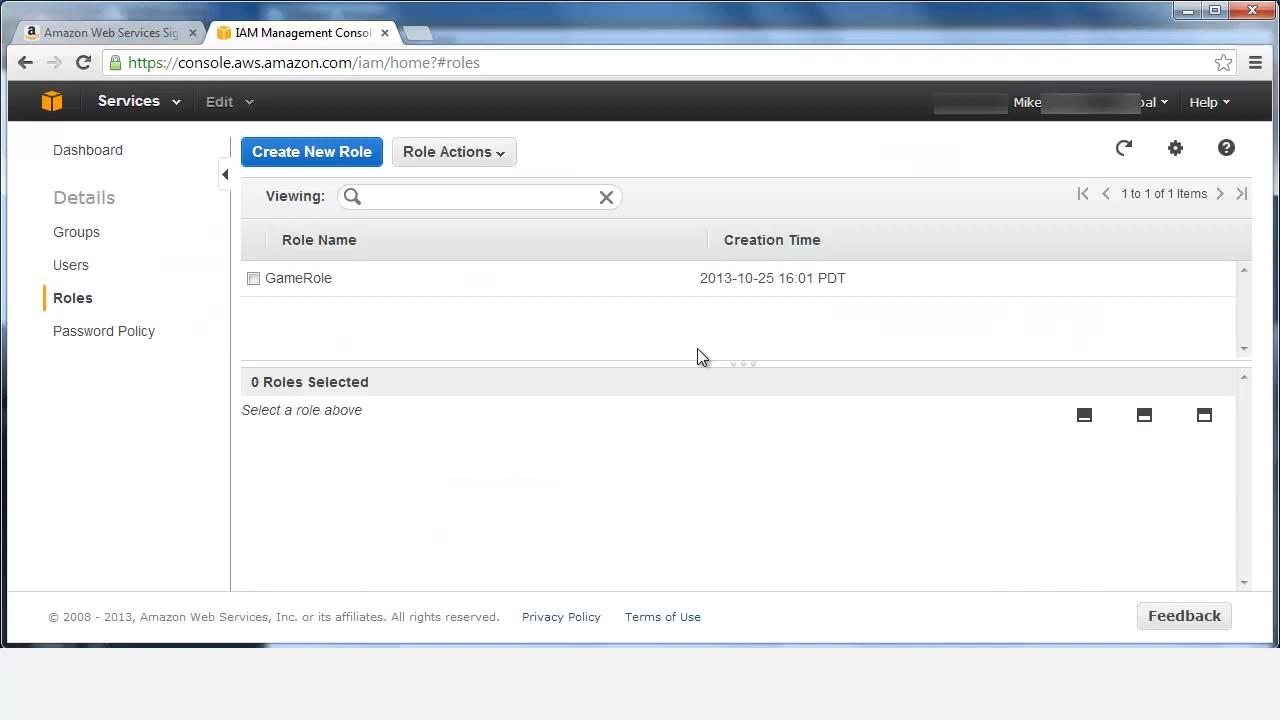 Amazon Web Services Sig
IAM Management Consol
https://console.aws.amazon.com/iam/home?#roles
Services Edit Mike bal Help
Dashboard
Details
Groups
Users
Roles
Password Policy
Create New Role Role Actions
Viewing: 1 to 1 of 1 Items
Role Name Creation Time
GameRole 2013-10-25 16:01 PDT
0 Roles Selected
Select a role above
© 2008 - 2013, Amazon Web Services, Inc. or its affiliates. All rights reserved. Privacy Policy Terms of Use Feedback